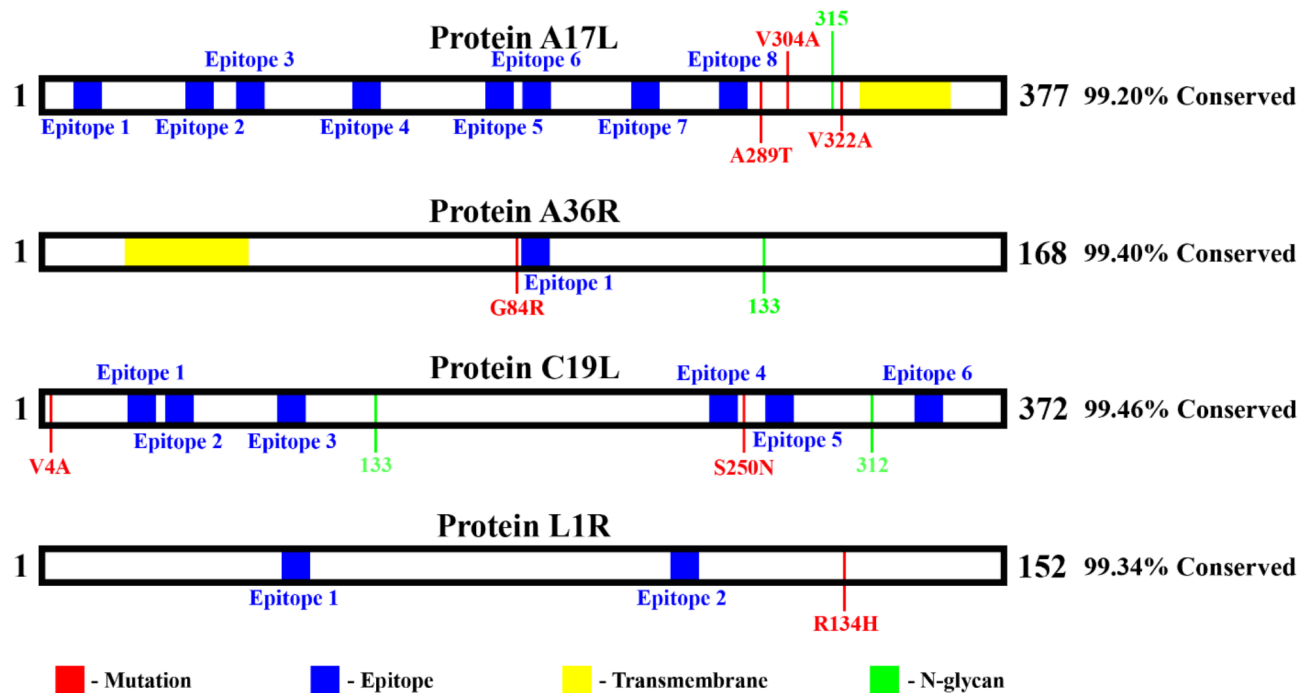 315
Protein A17L
V304A
Epitope 3
Epitope 6
Epitope 8
1
377 99.20% Conserved
Epitope 1
Epitope 2
Epitope 4
Epitope 5
Epitope 7
A289T
V322A
Protein A36R
1
168 99.40% Conserved
Epitope 1
G84R
133
Protein C19L
Epitope 1
Epitope 4
Epitope 6
1
372 99.46% Conserved
Epitope 2
Epitope 3
Epitope 5
V4A
133
S250N
312
Protein L1R
1
152 99.34% Conserved
Epitope 1
Epitope 2
R134H
- Mutation
- Epitope
- Transmembrane
- N-glycan